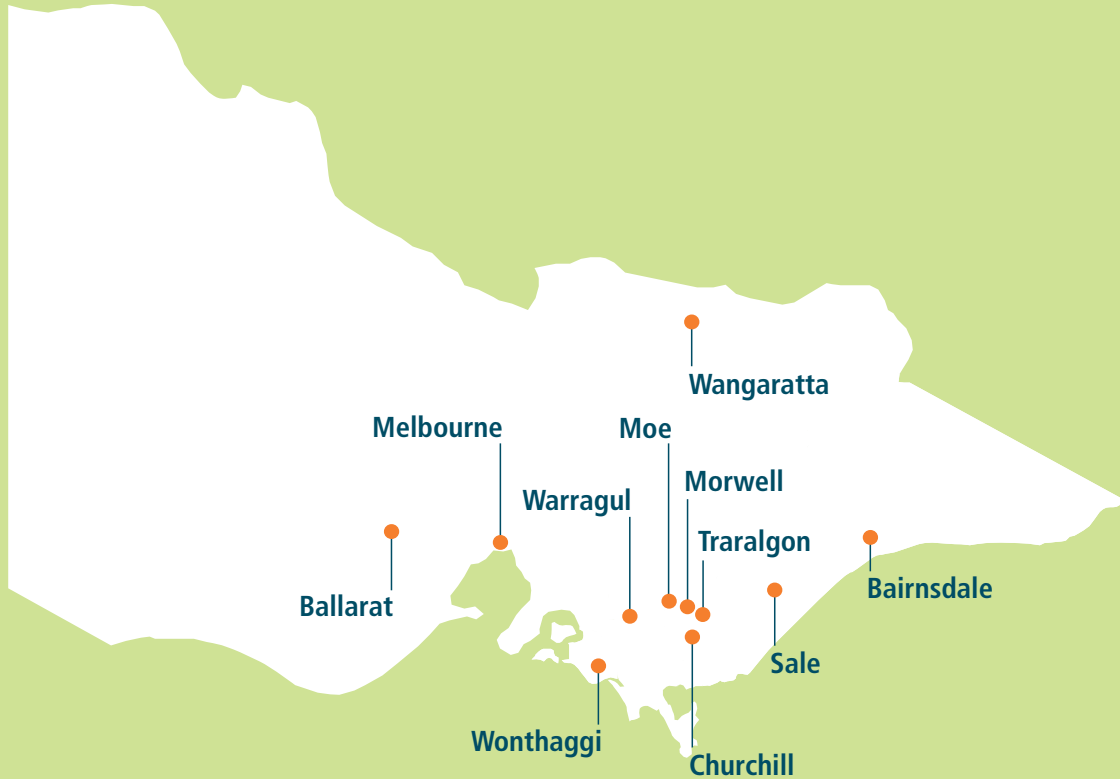 Wangaratta
Melbourne
Moe
Morwell
Warragul
Traralgon
Bairnsdale
Ballarat
Sale
Wonthaggi
Churchill